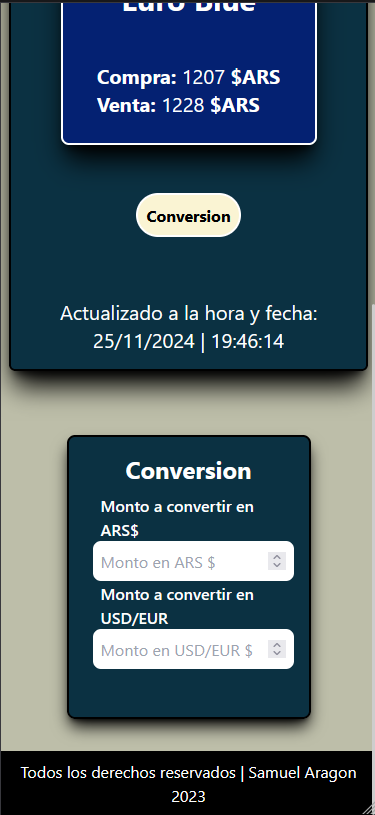 Euro Blue
Compra: 1207 $ARS
Venta: 1228 $ARS
Conversion
Actualizado a la hora y fecha:
25/11/2024 | 19:46:14
Conversion
Monto a convertir en
ARS$
Monto en ARS $
Monto a convertir en
USD/EUR
Monto en USD/EUR $
Todos los derechos reservados | Samuel Aragon
2023